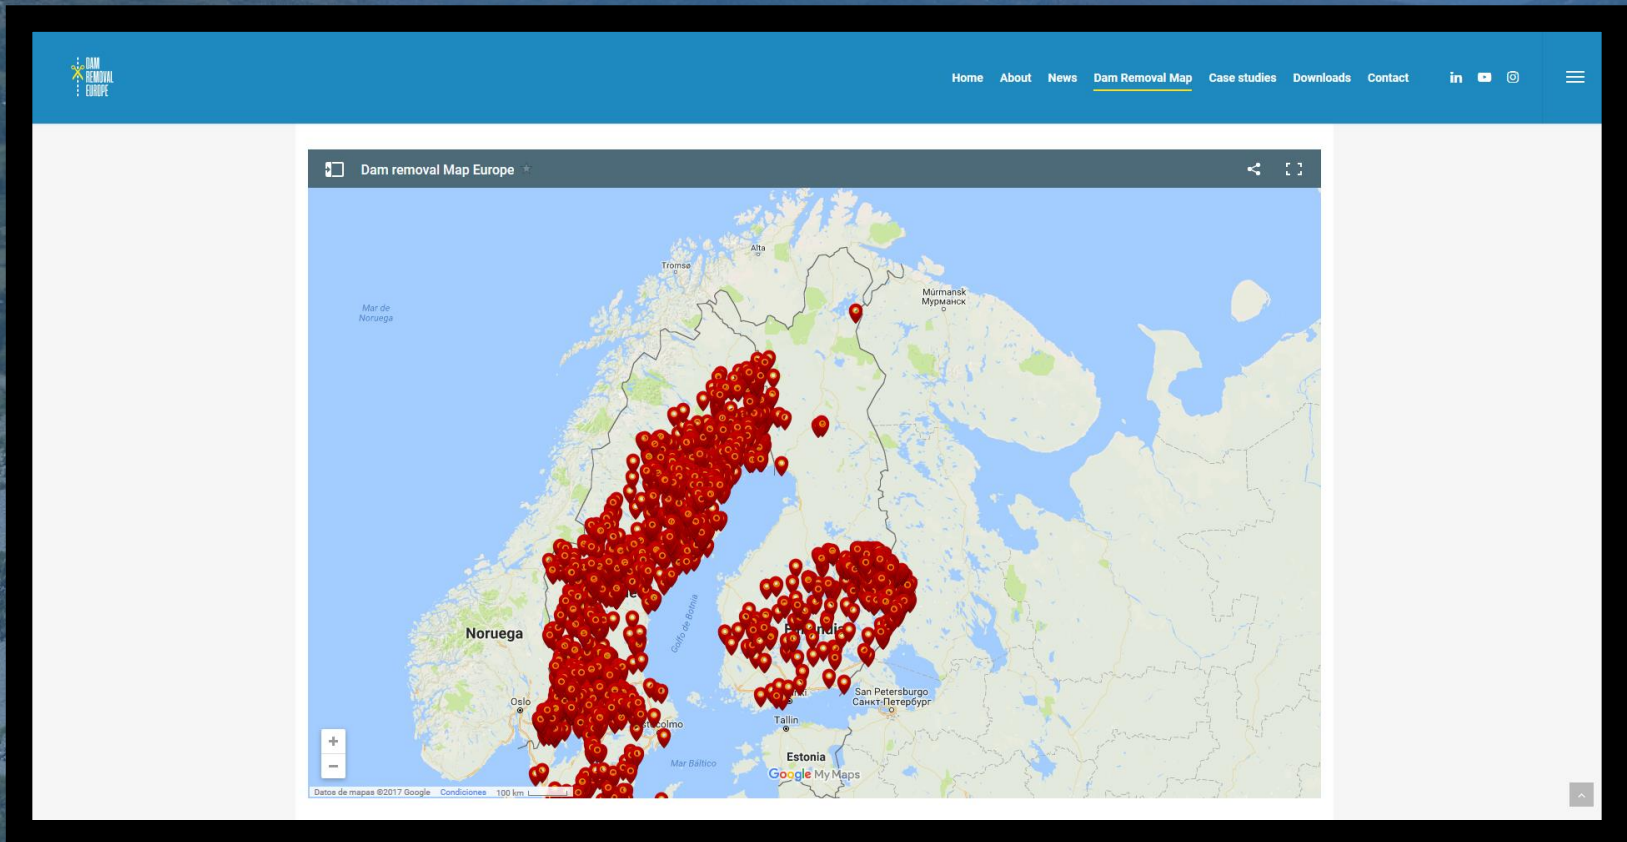 DAM
REMOVAL
EUROPE
Home About News Dam Removal Map Case studies Downloads Contact
Dam removal Map Europe
Alta
Tromsø
Múrmansk
Мурманск
Mar de
Noruega
Golfo de Botnia
Noruega
Oslo
San Petersburgo
Санкт-Петербург
Tallin
Estonia
Mar Báltico
Google My Maps
Datos de mapas ©2017 Google Condiciones 100 km